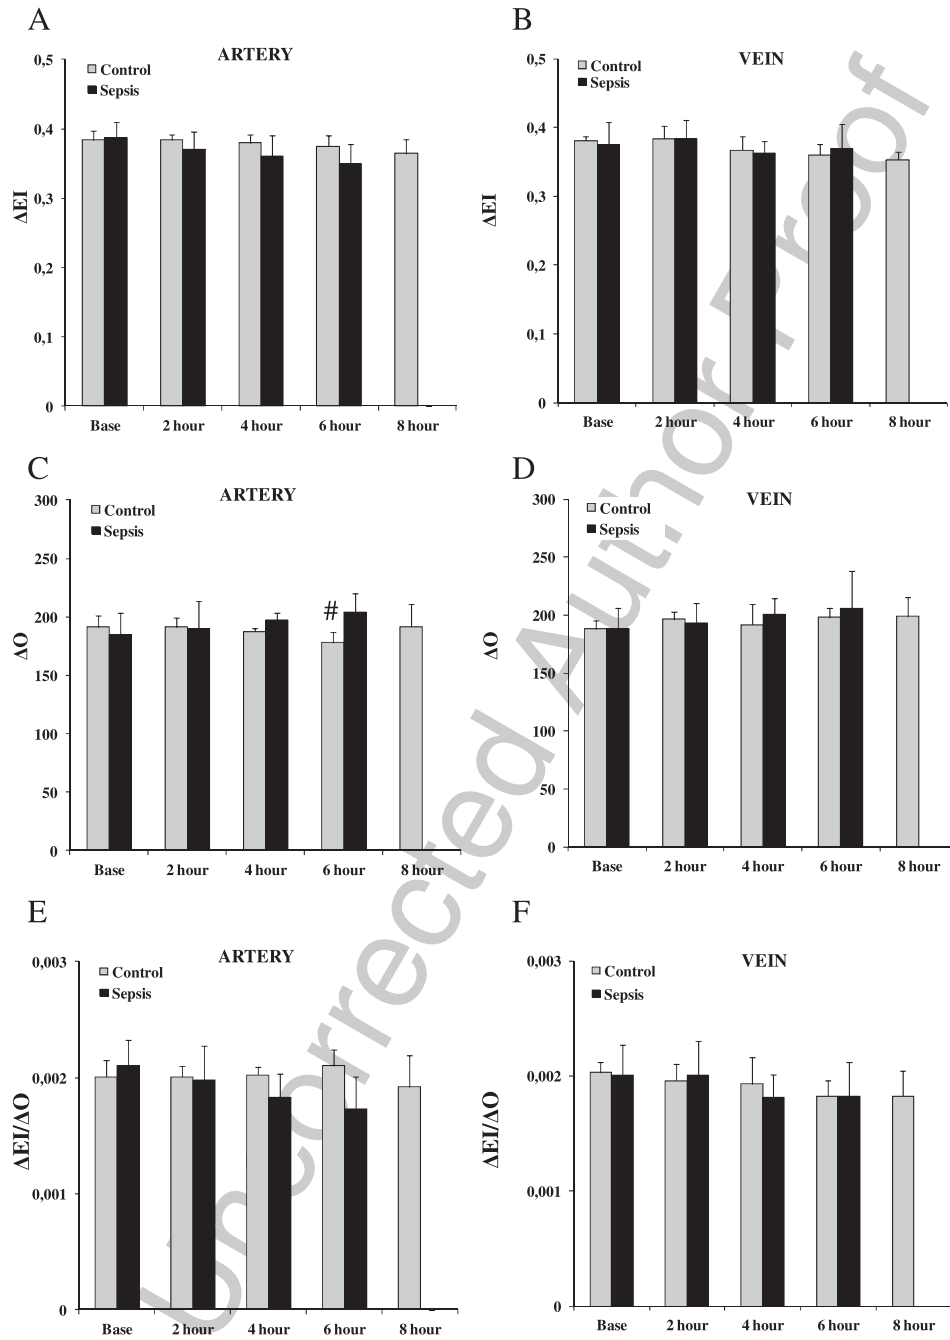 A
ARTERY
Control
Sepsis
0,5
0,4
0,3
0,2
0,1
0
ΔEI
Base
2 hour
4 hour
6 hour
8 hour
B
VEIN
Control
Sepsis
0,5
0,4
0,3
0,2
0,1
0
ΔEI
Base
2 hour
4 hour
6 hour
8 hour
C
ARTERY
Control
Sepsis
300
250
200
150
100
50
0
ΔO
#
Base
2 hour
4 hour
6 hour
8 hour
D
VEIN
Control
Sepsis
300
250
200
150
100
50
0
ΔO
Base
2 hour
4 hour
6 hour
8 hour
E
ARTERY
Control
Sepsis
0,003
0,002
0,001
0
ΔEI/ΔO
Base
2 hour
4 hour
6 hour
8 hour
F
VEIN
Control
Sepsis
0,003
0,002
0,001
0
ΔEI/ΔO
Base
2 hour
4 hour
6 hour
8 hour
Uncorrected Author Proof